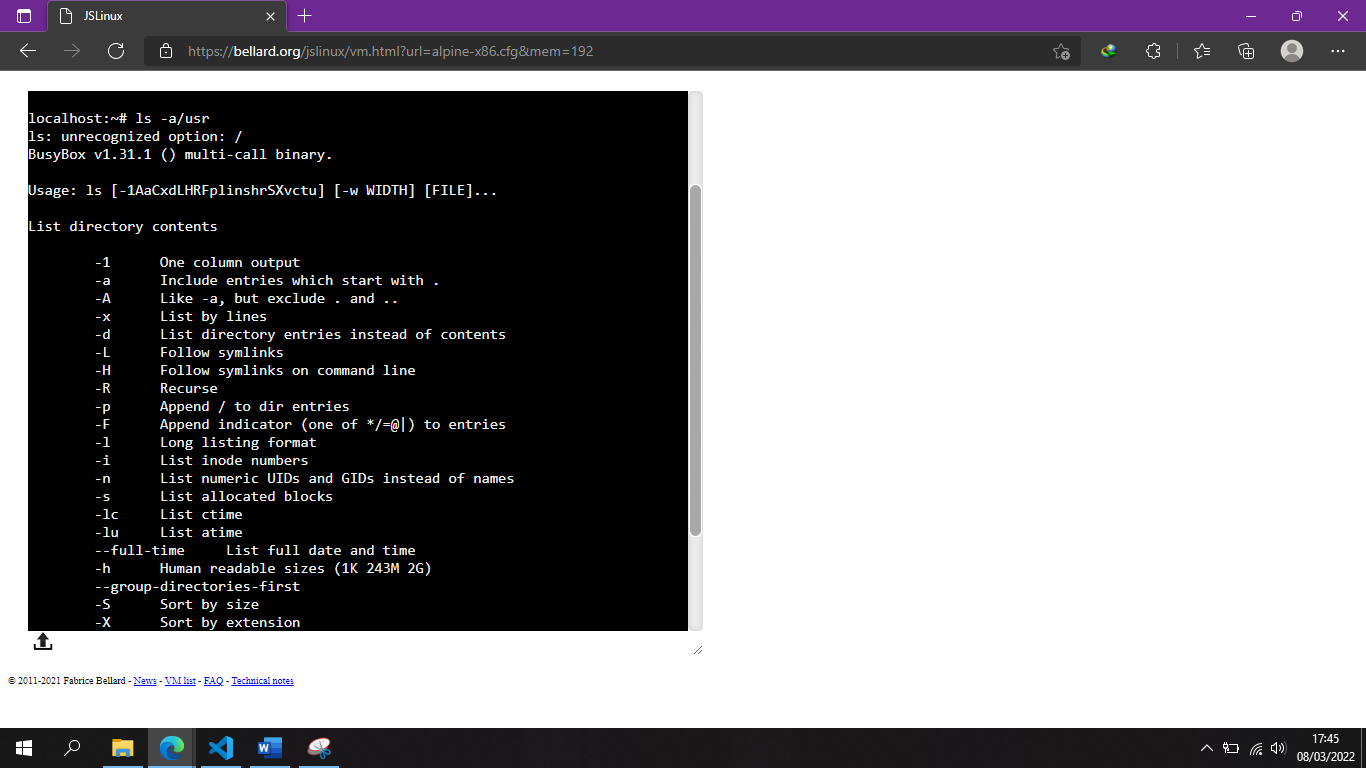 JSLinux
https://bellard.org/jslinux/vm.html?url=alpine-x86.cfg&mem=192
localhost:~# ls -a/usr
ls: unrecognized option: /
BusyBox v1.31.1 () multi-call binary.
Usage: ls [-1AaCxdLHRFplinshrSXvctu] [-w WIDTH] [FILE]...
List directory contents
-1 One column output
-a Include entries which start with .
-A Like -a, but exclude . and ..
-x List by lines
-d List directory entries instead of contents
-L Follow symlinks
-H Follow symlinks on command line
-R Recurse
-p Append / to dir entries
-F Append indicator (one of */=@|) to entries
-l Long listing format
-i List inode numbers
-n List numeric UIDs and GIDs instead of names
-s List allocated blocks
-lc List ctime
-lu List atime
--full-time List full date and time
-h Human readable sizes (1K 243M 2G)
--group-directories-first
-S Sort by size
-X Sort by extension
© 2011-2021 Fabrice Bellard - News - VM list - FAQ - Technical notes
17:45
08/03/2022